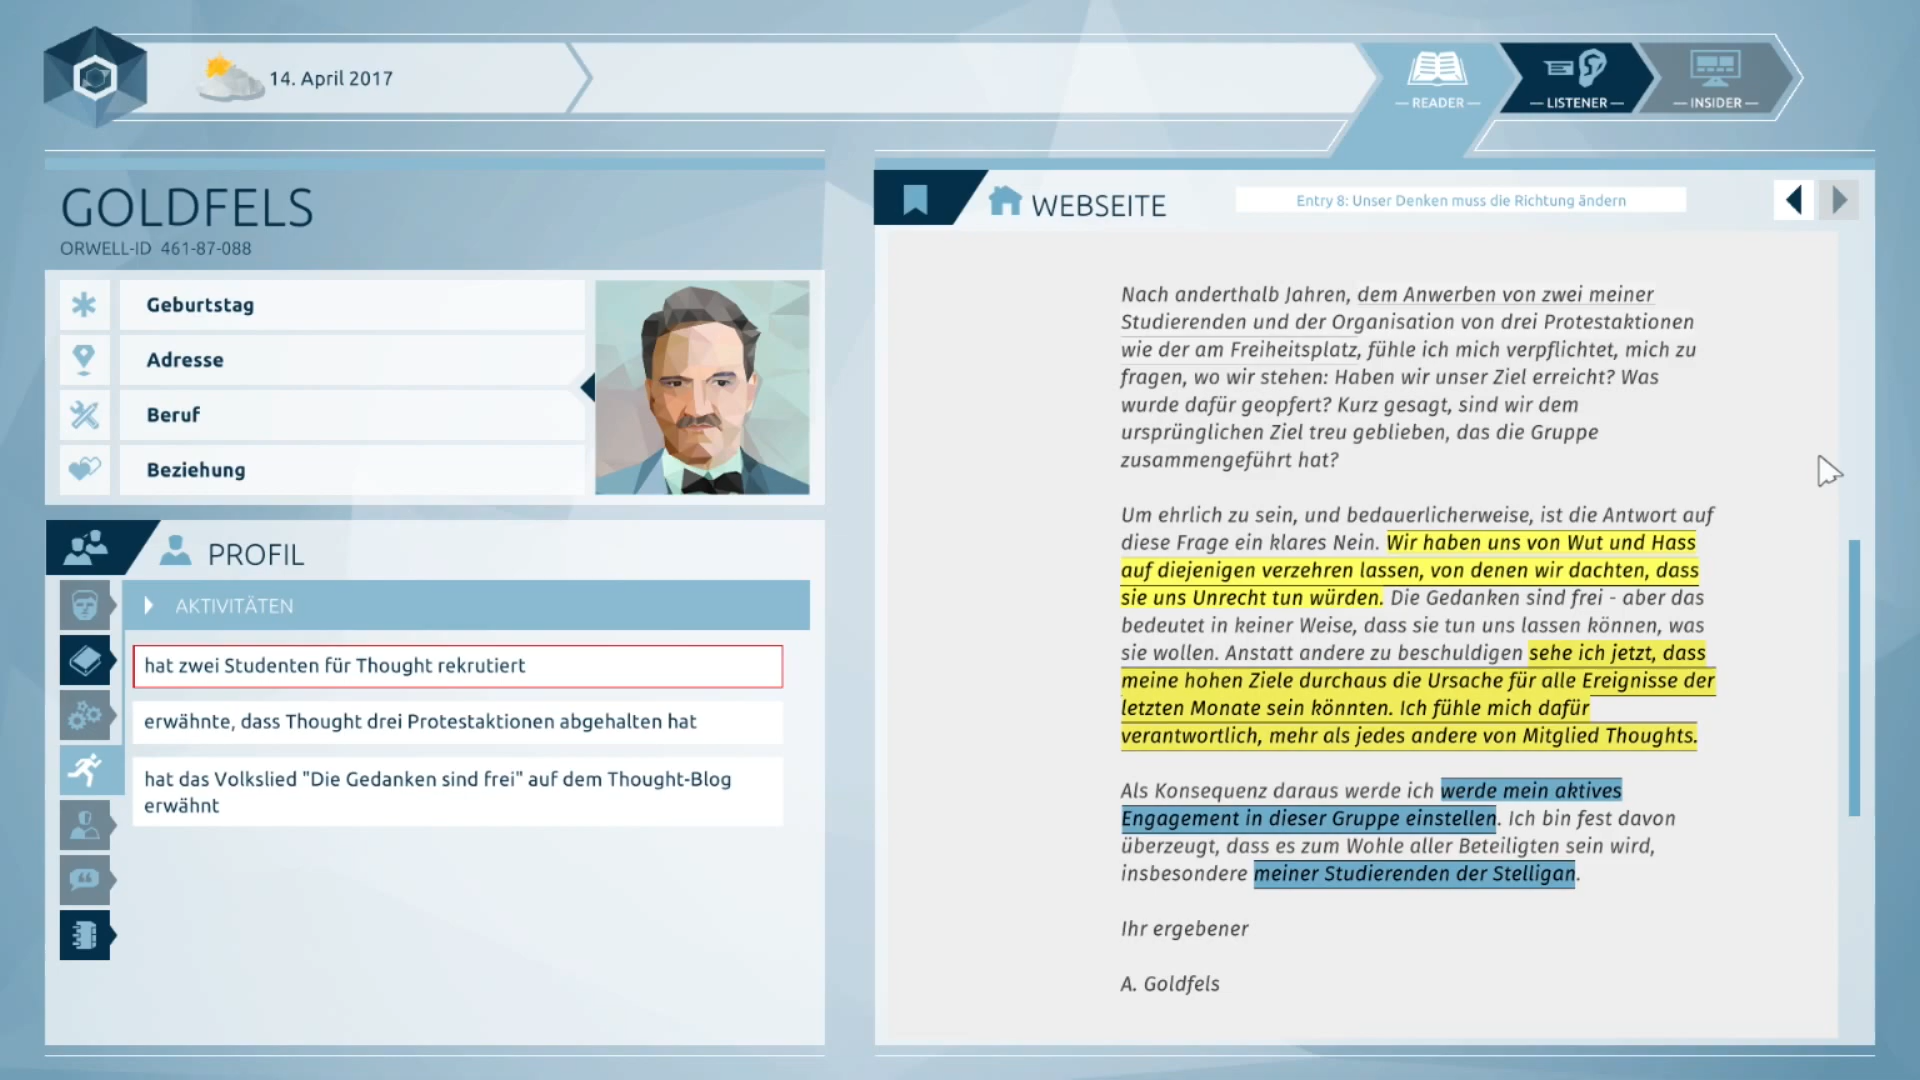 14. April 2017
— READER —
— LISTENER —
— INSIDER —
GOLDFELS
ORWELL-ID 461-87-088
Geburtstag
Adresse
Beruf
Beziehung
PROFIL
AKTIVITÄTEN
hat zwei Studenten für Thought rekrutiert
erwähnte, dass Thought drei Protestaktionen abgehalten hat
hat das Volkslied "Die Gedanken sind frei" auf dem Thought-Blog
erwähnt
WEBSEITE
Entry 8: Unser Denken muss die Richtung ändern
Nach anderthalb Jahren, dem Anwerben von zwei meiner
Studierenden und der Organisation von drei Protestaktionen
wie der am Freiheitsplatz, fühle ich mich verpflichtet, mich zu
fragen, wo wir stehen: Haben wir unser Ziel erreicht? Was
wurde dafür geopfert? Kurz gesagt, sind wir dem
ursprünglichen Ziel treu geblieben, das die Gruppe
zusammengeführt hat?
Um ehrlich zu sein, und bedauerlicherweise, ist die Antwort auf
diese Frage ein klares Nein. Wir haben uns von Wut und Hass
auf diejenigen verzehren lassen, von denen wir dachten, dass
sie uns Unrecht tun würden. Die Gedanken sind frei - aber das
bedeutet in keiner Weise, dass sie tun uns lassen können, was
sie wollen. Anstatt andere zu beschuldigen sehe ich jetzt, dass
meine hohen Ziele durchaus die Ursache für alle Ereignisse der
letzten Monate sein könnten. Ich fühle mich dafür
verantwortlich, mehr als jedes andere von Mitglied Thoughts.
Als Konsequenz daraus werde ich werde mein aktives
Engagement in dieser Gruppe einstellen. Ich bin fest davon
überzeugt, dass es zum Wohle aller Beteiligten sein wird,
insbesondere meiner Studierenden der Stelligan.
Ihr ergebener
A. Goldfels